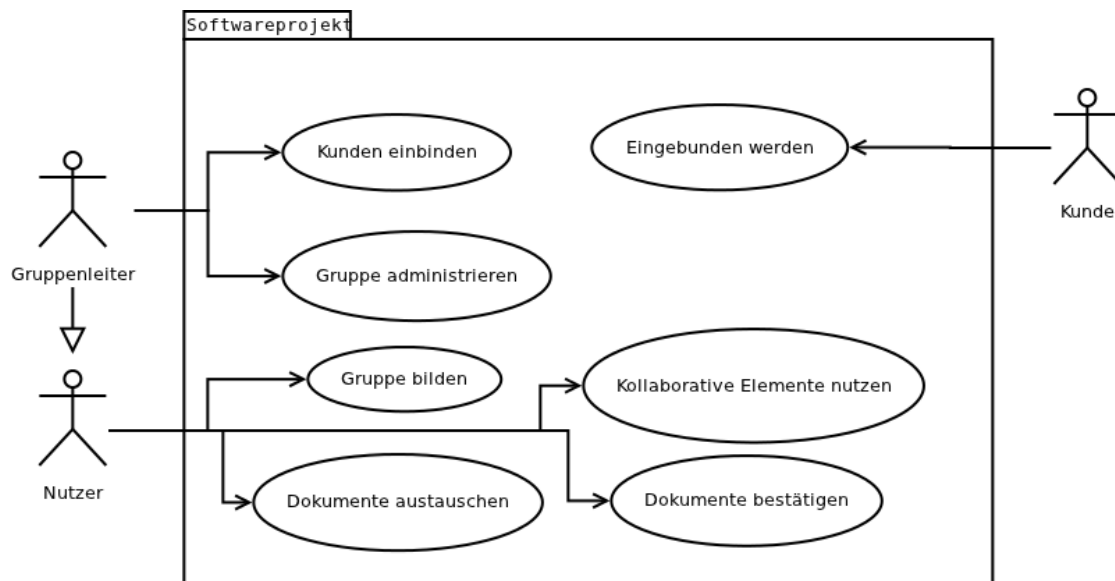 Softwareprojekt
Kunden einbinden
Eingebunden werden
Kunde
Gruppenleiter
Gruppe administrieren
Gruppe bilden
Kollaborative Elemente nutzen
Nutzer
Dokumente austauschen
Dokumente bestätigen